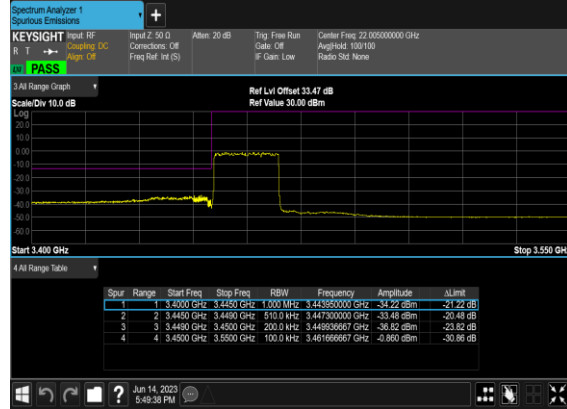 Spectrum Analyzer 1
Spurious Emissions
+
KEYSIGHT Input: RF Input Z: 50 Ω Atten: 20 dB Trig: Free Run Center Freq: 22.005000000 GHz
R T Coupling: DC Corrections: Off Gate: Off Avg|Hold: 100/100
Align: Off Freq Ref: Int (S) IF Gain: Low Radio Std: None
PASS
3 All Range Graph
Ref Lvl Offset 33.47 dB
Scale/Div 10.0 dB Ref Value 30.00 dBm
Log
20.0
10.0
0.00
-10.0
-20.0
-30.0
-40.0
-50.0
-60.0
Start 3.400 GHz Stop 3.550 GHz
4 All Range Table
Spur Range Start Freq Stop Freq RBW Frequency Amplitude ΔLimit
1 1 3.4000 GHz 3.4450 GHz 1.000 MHz 3.443950000 GHz -34.22 dBm -21.22 dB
2 2 3.4450 GHz 3.4490 GHz 510.0 kHz 3.447300000 GHz -33.48 dBm -20.48 dB
3 3 3.4490 GHz 3.4500 GHz 200.0 kHz 3.449936667 GHz -36.82 dBm -23.82 dB
4 4 3.4500 GHz 3.5500 GHz 100.0 kHz 3.461666667 GHz -0.860 dBm -30.86 dB
? Jun 14, 2023
5:49:38 PM